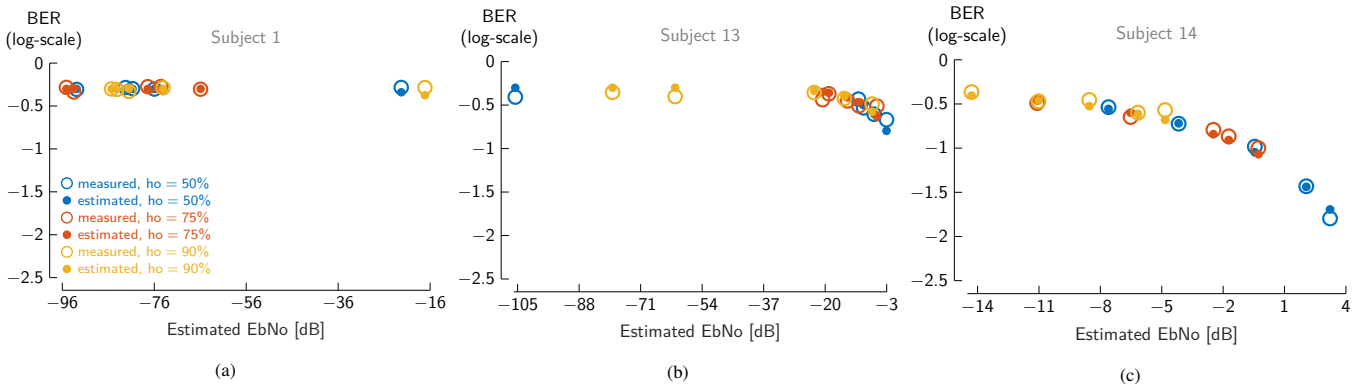 BER
(log-scale)
Subject 1
0
−0.5
−1
−1.5
−2
−2.5
measured, ho = 50%
estimated, ho = 50%
measured, ho = 75%
estimated, ho = 75%
measured, ho = 90%
estimated, ho = 90%
−96 −76 −56 −36 −16
Estimated EbNo [dB]
(a)
BER
(log-scale)
Subject 13
0
−0.5
−1
−1.5
−2
−2.5
−105 −88 −71 −54 −37 −20 −3
Estimated EbNo [dB]
(b)
BER
(log-scale)
Subject 14
0
−0.5
−1
−1.5
−2
−2.5
−14 −11 −8 −5 −2 1 4
Estimated EbNo [dB]
(c)